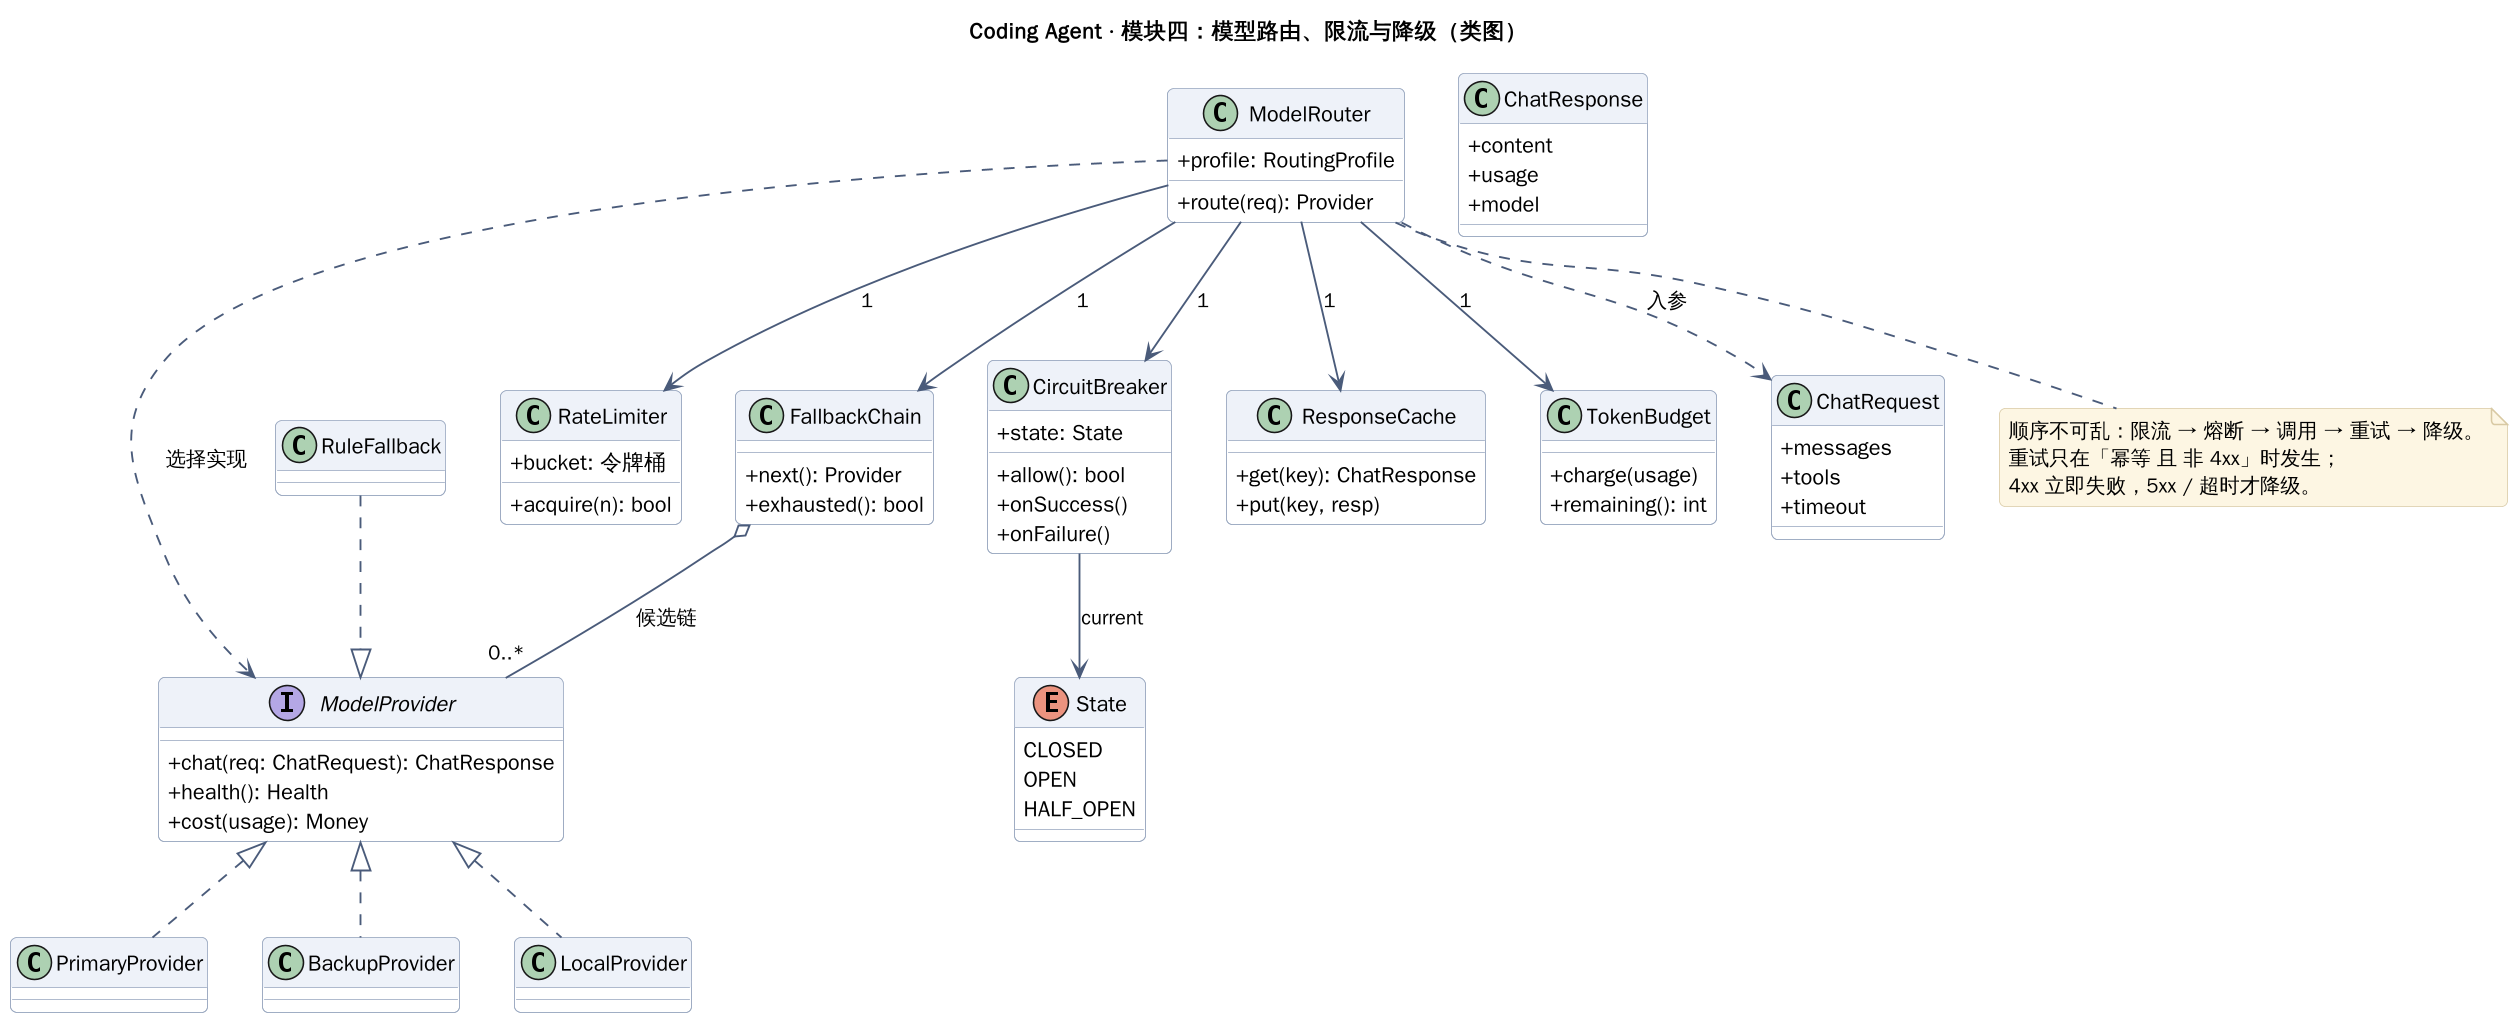 Coding Agent · 模块四：模型路由、限流与降级（类图）
C ModelRouter
+profile: RoutingProfile
+route(req): Provider
C ChatResponse
+content
+usage
+model
1
1
1
1
1
入参
选择实现
C RuleFallback
C RateLimiter
+bucket: 令牌桶
+acquire(n): bool
C FallbackChain
+next(): Provider
+exhausted(): bool
C CircuitBreaker
+state: State
+allow(): bool
+onSuccess()
+onFailure()
C ResponseCache
+get(key): ChatResponse
+put(key, resp)
C TokenBudget
+charge(usage)
+remaining(): int
C ChatRequest
+messages
+tools
+timeout
顺序不可乱：限流 → 熔断 → 调用 → 重试 → 降级。
重试只在「幂等 且 非 4xx」时发生；
4xx 立即失败，5xx / 超时才降级。
候选链
0..*
current
I ModelProvider
+chat(req: ChatRequest): ChatResponse
+health(): Health
+cost(usage): Money
E State
CLOSED
OPEN
HALF_OPEN
C PrimaryProvider
C BackupProvider
C LocalProvider